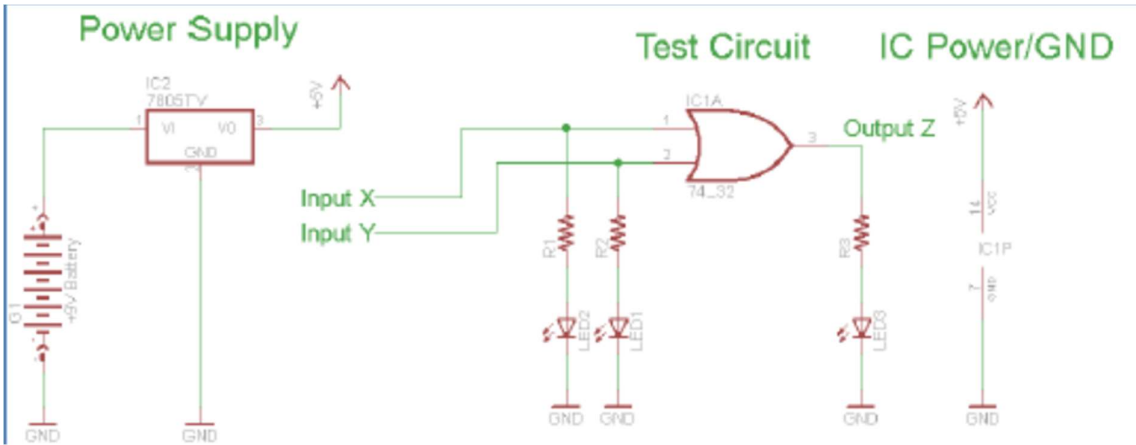 Power Supply
Test Circuit
IC Power/GND
IC2
7805TV
+5V
1
VI
VO
3
GND
2
GND
G1
+9V Battery
GND
Input X
Input Y
IC1A
1
2
3
74_32
Output Z
R1
R2
R3
LED2
LED1
LED3
GND
GND
GND
+5V
14
VCC
IC1P
7
GND
GND